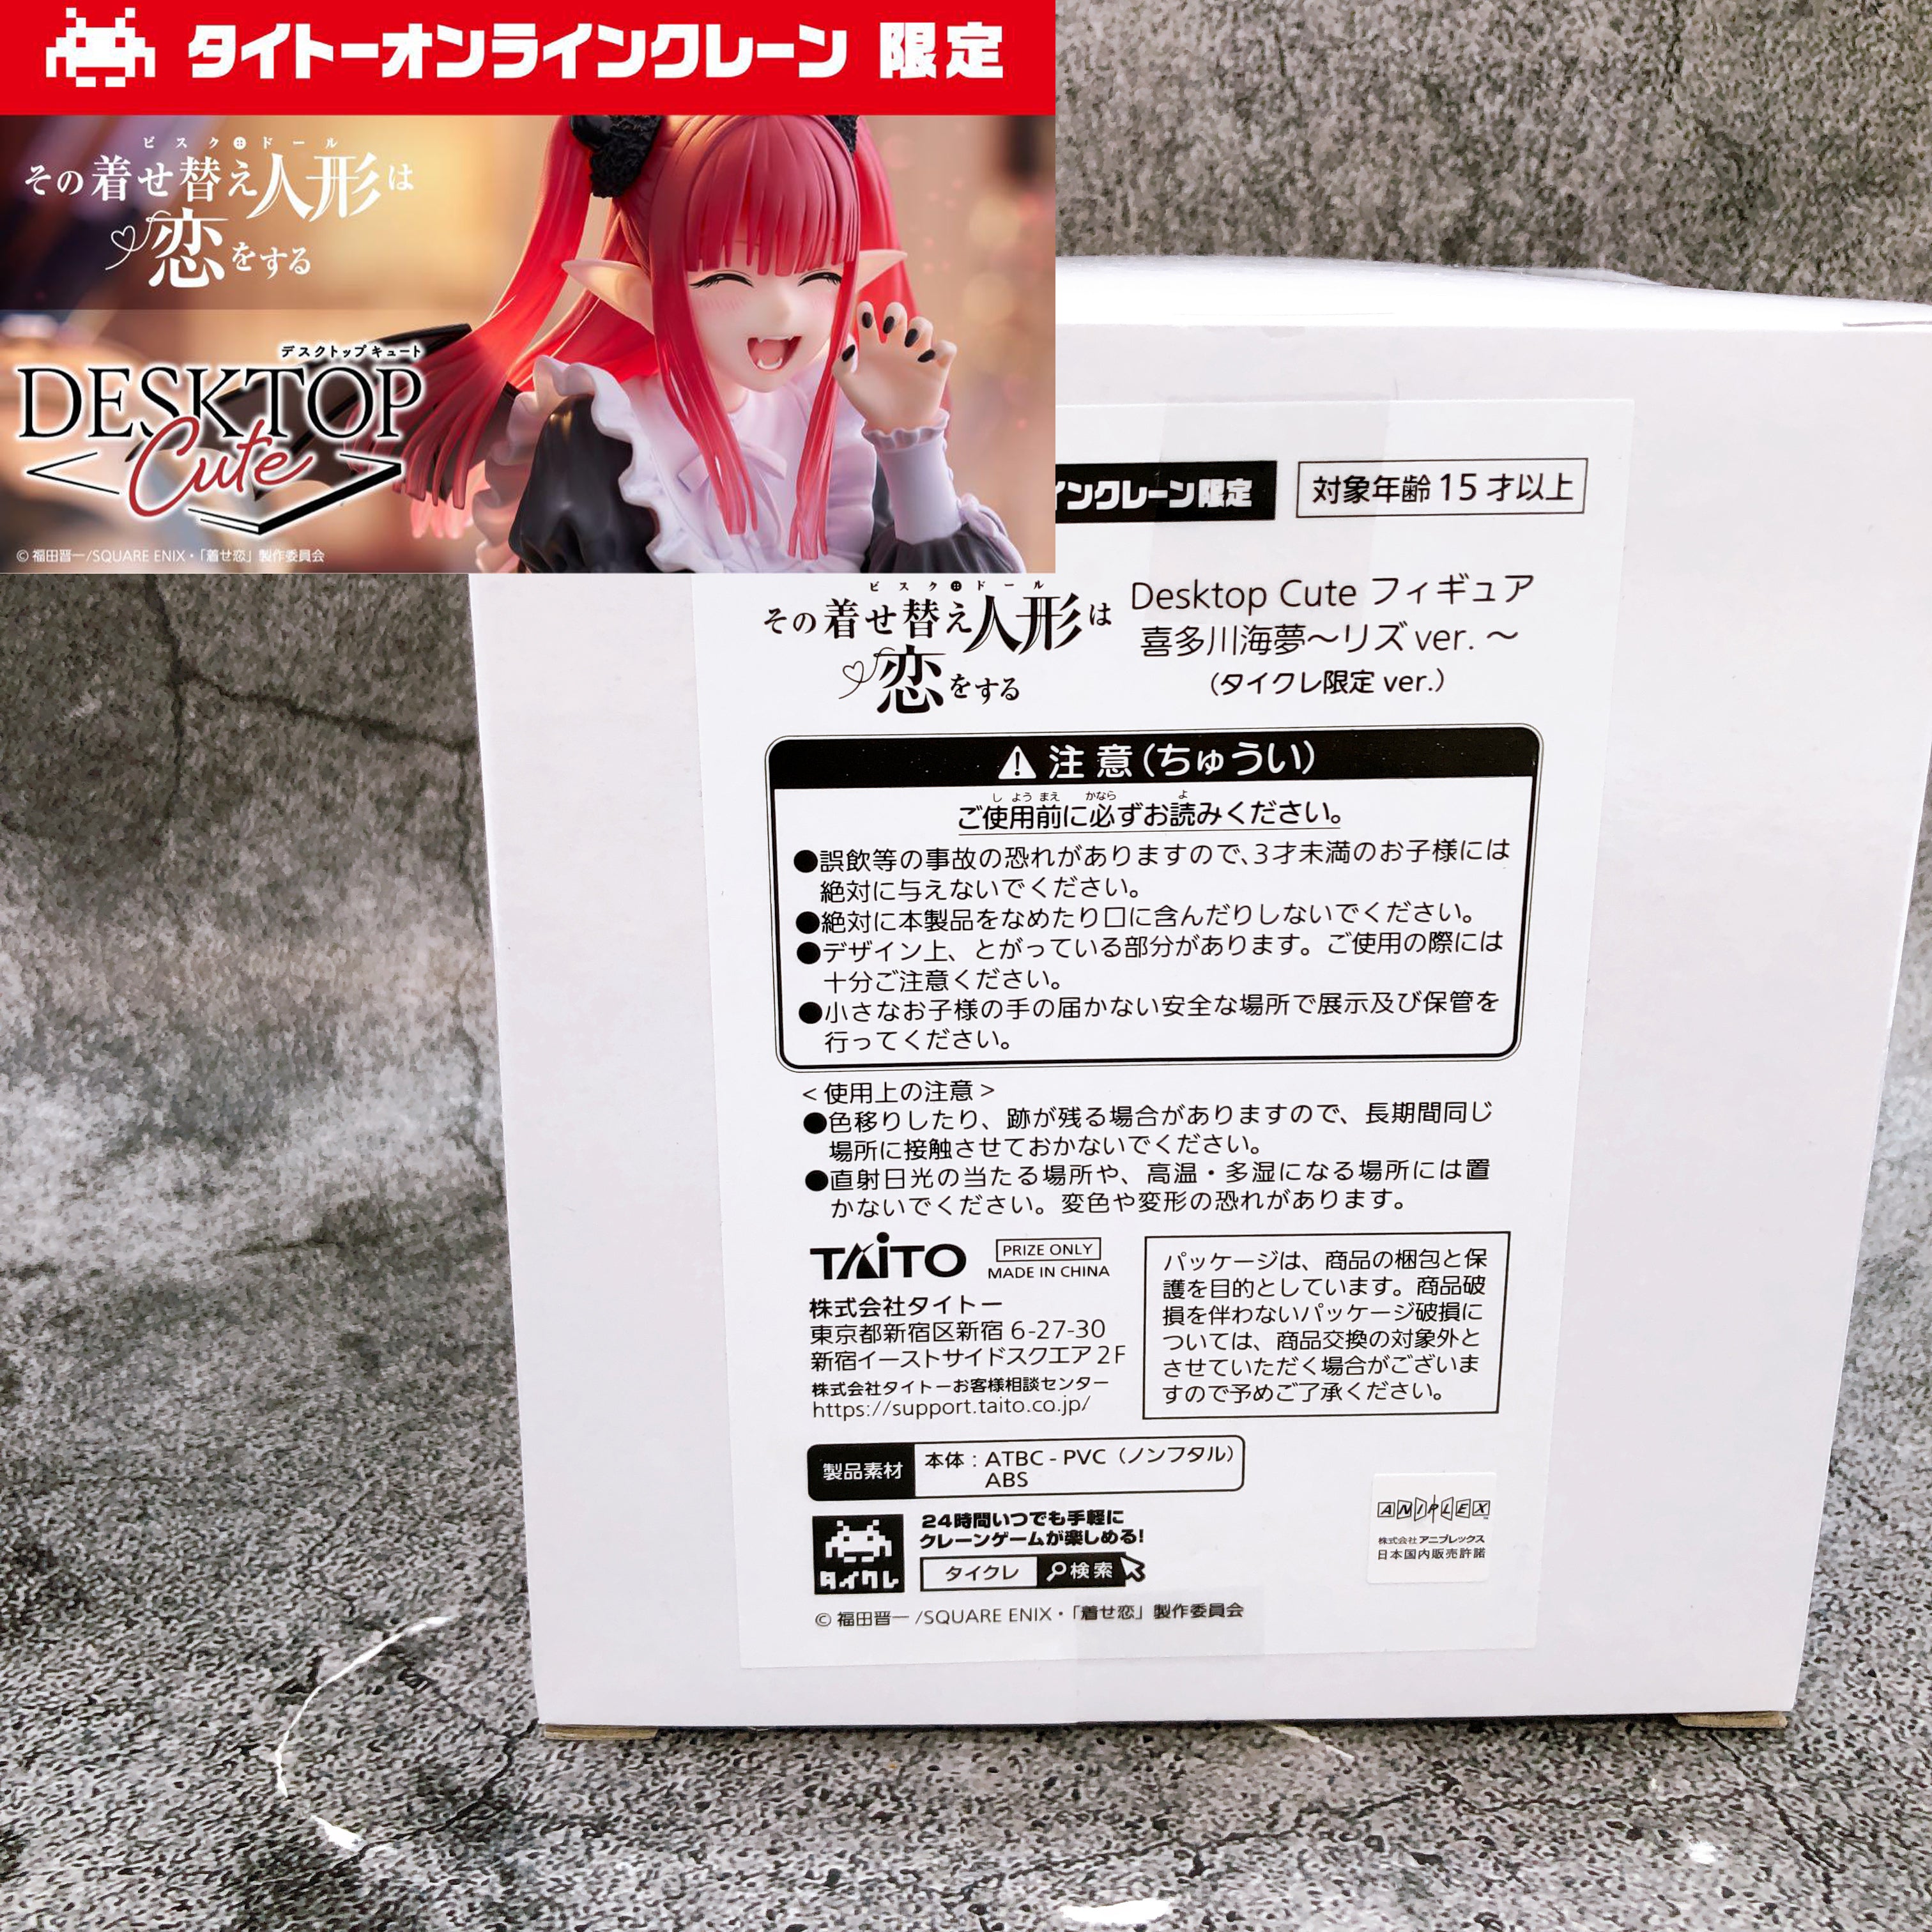 タイトーオンラインクレーン 限定
ビスク・ドール
その着せ替え人形は
恋をする
デスクトップキュート
DESKTOP
Cute
© 福田晋一/SQUARE ENIX・「着せ恋」製作委員会
インクレーン限定
対象年齢 15 才以上
ビスク・ドール
その着せ替え人形は
恋をする
Desktop Cute フィギュア
喜多川海夢～リズ ver. ～
（タイクレ限定 ver.）
注 意（ちゅうい）
し よう まえ かなら よ
ご使用前に必ずお読みください。
●誤飲等の事故の恐れがありますので、3才未満のお子様には
絶対に与えないでください。
●絶対に本製品をなめたり口に含んだりしないでください。
●デザイン上、とがっている部分があります。ご使用の際には
十分ご注意ください。
●小さなお子様の手の届かない安全な場所で展示及び保管を
行ってください。
＜使用上の注意＞
●色移りしたり、跡が残る場合がありますので、長期間同じ
場所に接触させておかないでください。
●直射日光の当たる場所や、高温・多湿になる場所には置
かないでください。変色や変形の恐れがあります。
TAiTO
PRIZE ONLY
MADE IN CHINA
株式会社タイトー
東京都新宿区新宿 6-27-30
新宿イーストサイドスクエア 2F
株式会社タイトーお客様相談センター
https://support.taito.co.jp/
パッケージは、商品の梱包と保
護を目的としています。商品破
損を伴わないパッケージ破損に
ついては、商品交換の対象外と
させていただく場合がございま
すので予めご了承ください。
製品素材
本体：ATBC - PVC（ノンフタル）
ABS
タイクレ
24時間いつでも手軽に
クレーンゲームが楽しめる!
タイクレ 検索
ANIPLEX
株式会社 アニプレックス
日本国内販売許諾
© 福田晋一 /SQUARE ENIX・「着せ恋」製作委員会